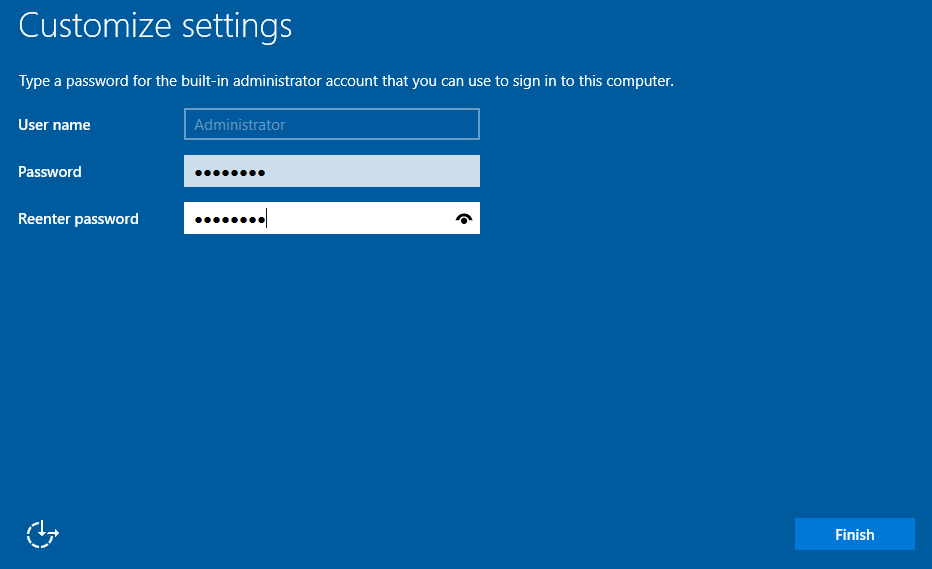 Customize settings
Type a password for the built-in administrator account that you can use to sign in to this computer.
User name
Administrator
Password
●●●●●●●●
Reenter password
●●●●●●●●
Finish